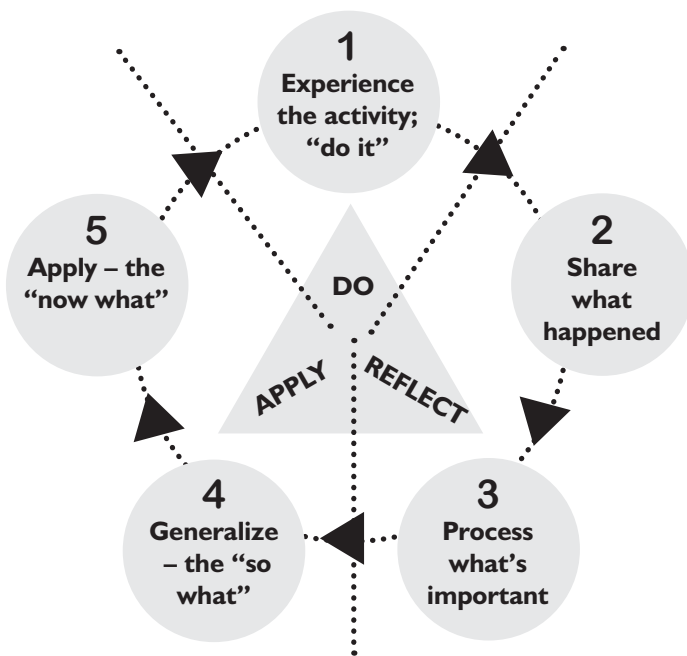 1
Experience
the activity;
“do it”
2
Share
what
happened
3
Process
what’s
important
4
Generalize
– the “so
what”
5
Apply – the
“now what”
DO
REFLECT
APPLY